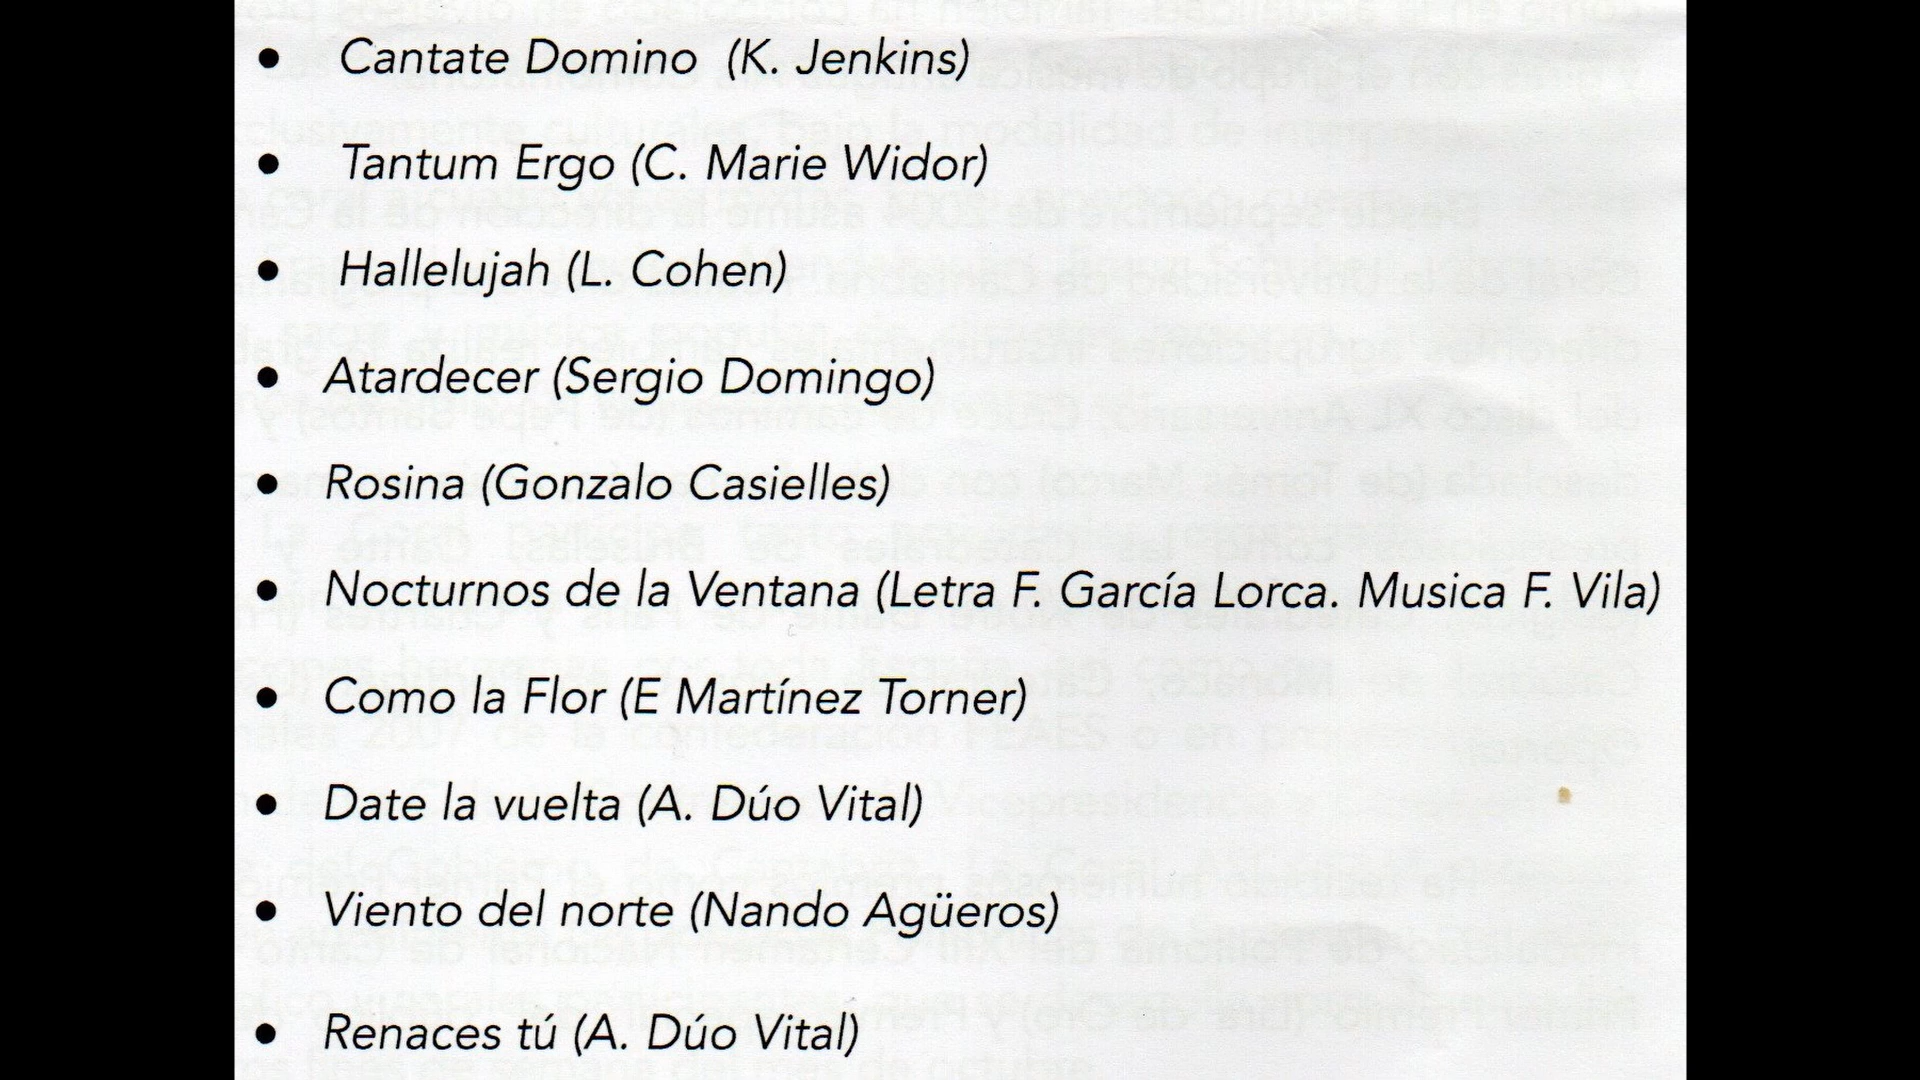 • Cantate Domino (K. Jenkins)
• Tantum Ergo (C. Marie Widor)
• Hallelujah (L. Cohen)
• Atardecer (Sergio Domingo)
• Rosina (Gonzalo Casielles)
• Nocturnos de la Ventana (Letra F. García Lorca. Musica F. Vila)
• Como la Flor (E Martínez Torner)
• Date la vuelta (A. Dúo Vital)
• Viento del norte (Nando Agüeros)
• Renaces tú (A. Dúo Vital)